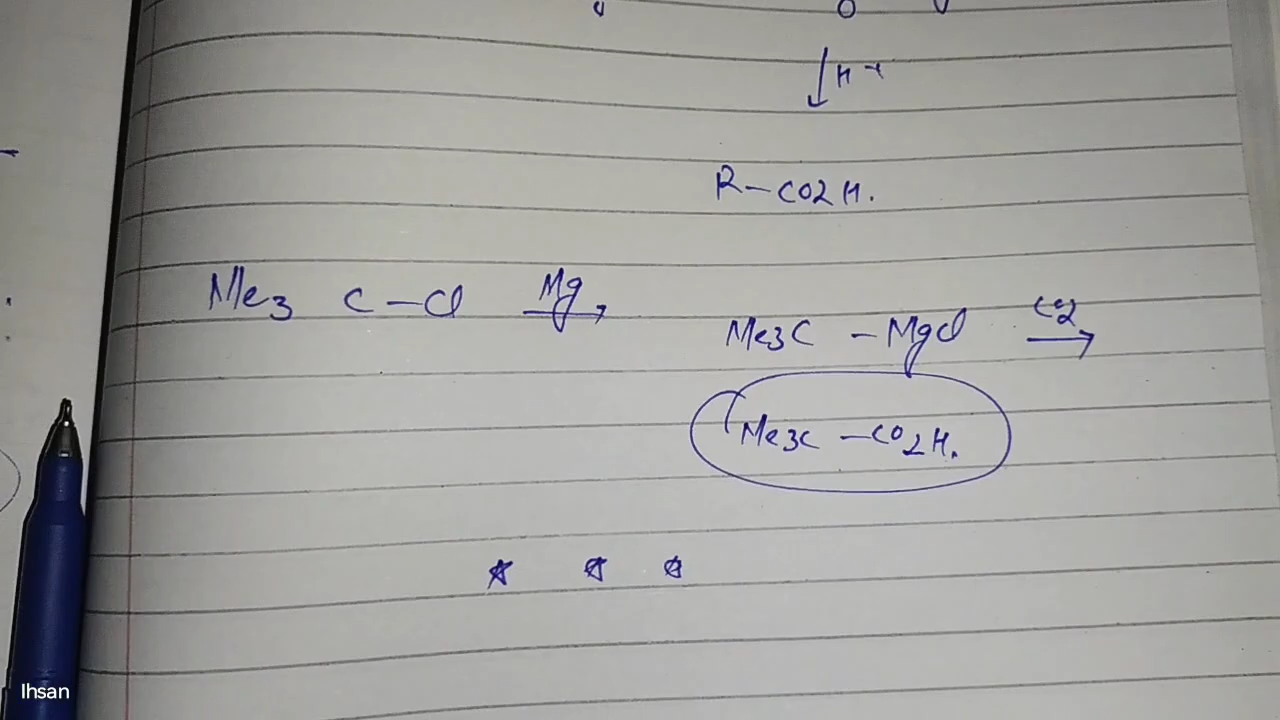 H+
R-CO2H.
Me3 C-Cl Mg
Me3C-MgCl CO2
Me3C-CO2H.
Ihsan